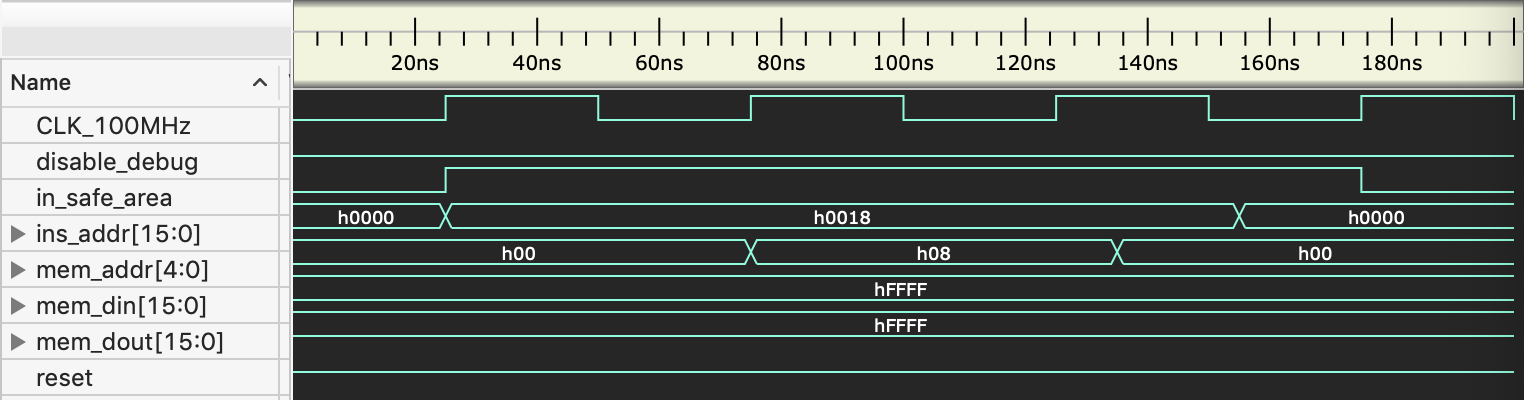 20ns 40ns 60ns 80ns 100ns 120ns 140ns 160ns 180ns
Name
CLK_100MHz
disable_debug
in_safe_area
ins_addr[15:0] h0000 h0018 h0000
mem_addr[4:0] h00 h08 h00
mem_din[15:0] hFFFF
mem_dout[15:0] hFFFF
reset